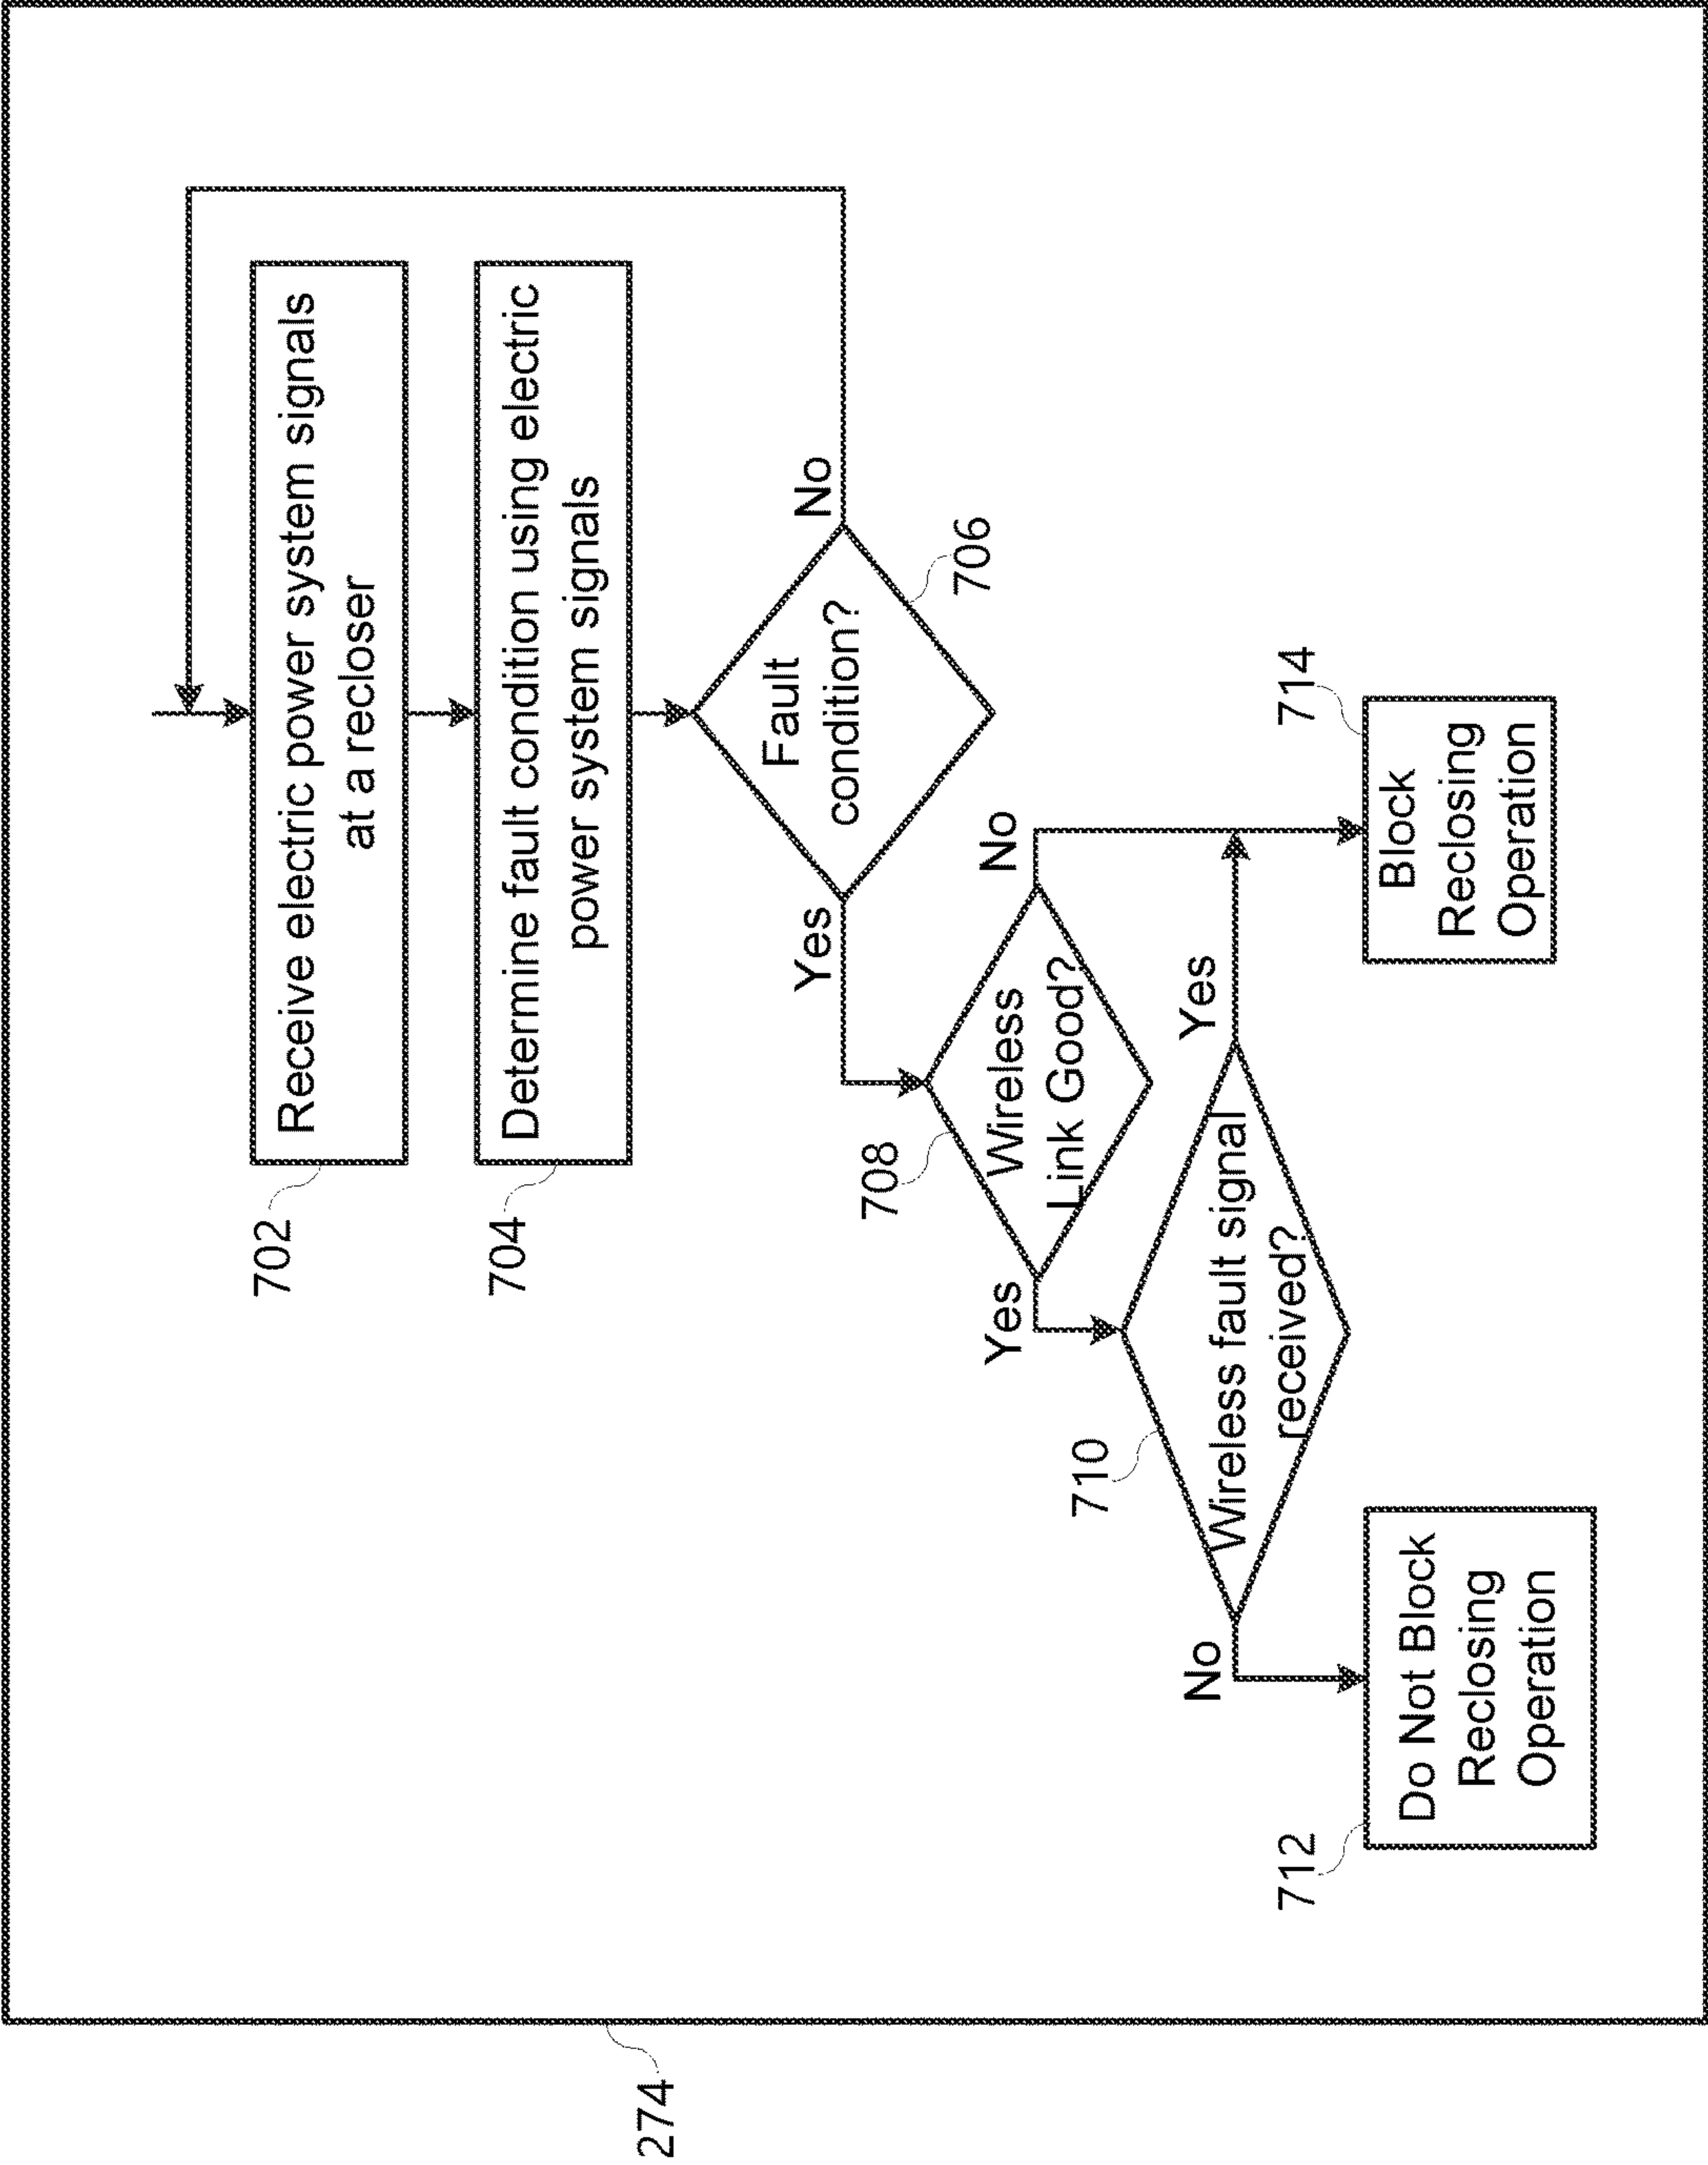 Receive electric power system signals
at a recloser
702
Determine fault condition using electric
power system signals
704
Fault
condition?
706
No
Yes
Wireless
Link Good?
708
No
Yes
Wireless fault signal
received?
710
Yes
No
Do Not Block
Reclosing
Operation
712
Block
Reclosing
Operation
714
274